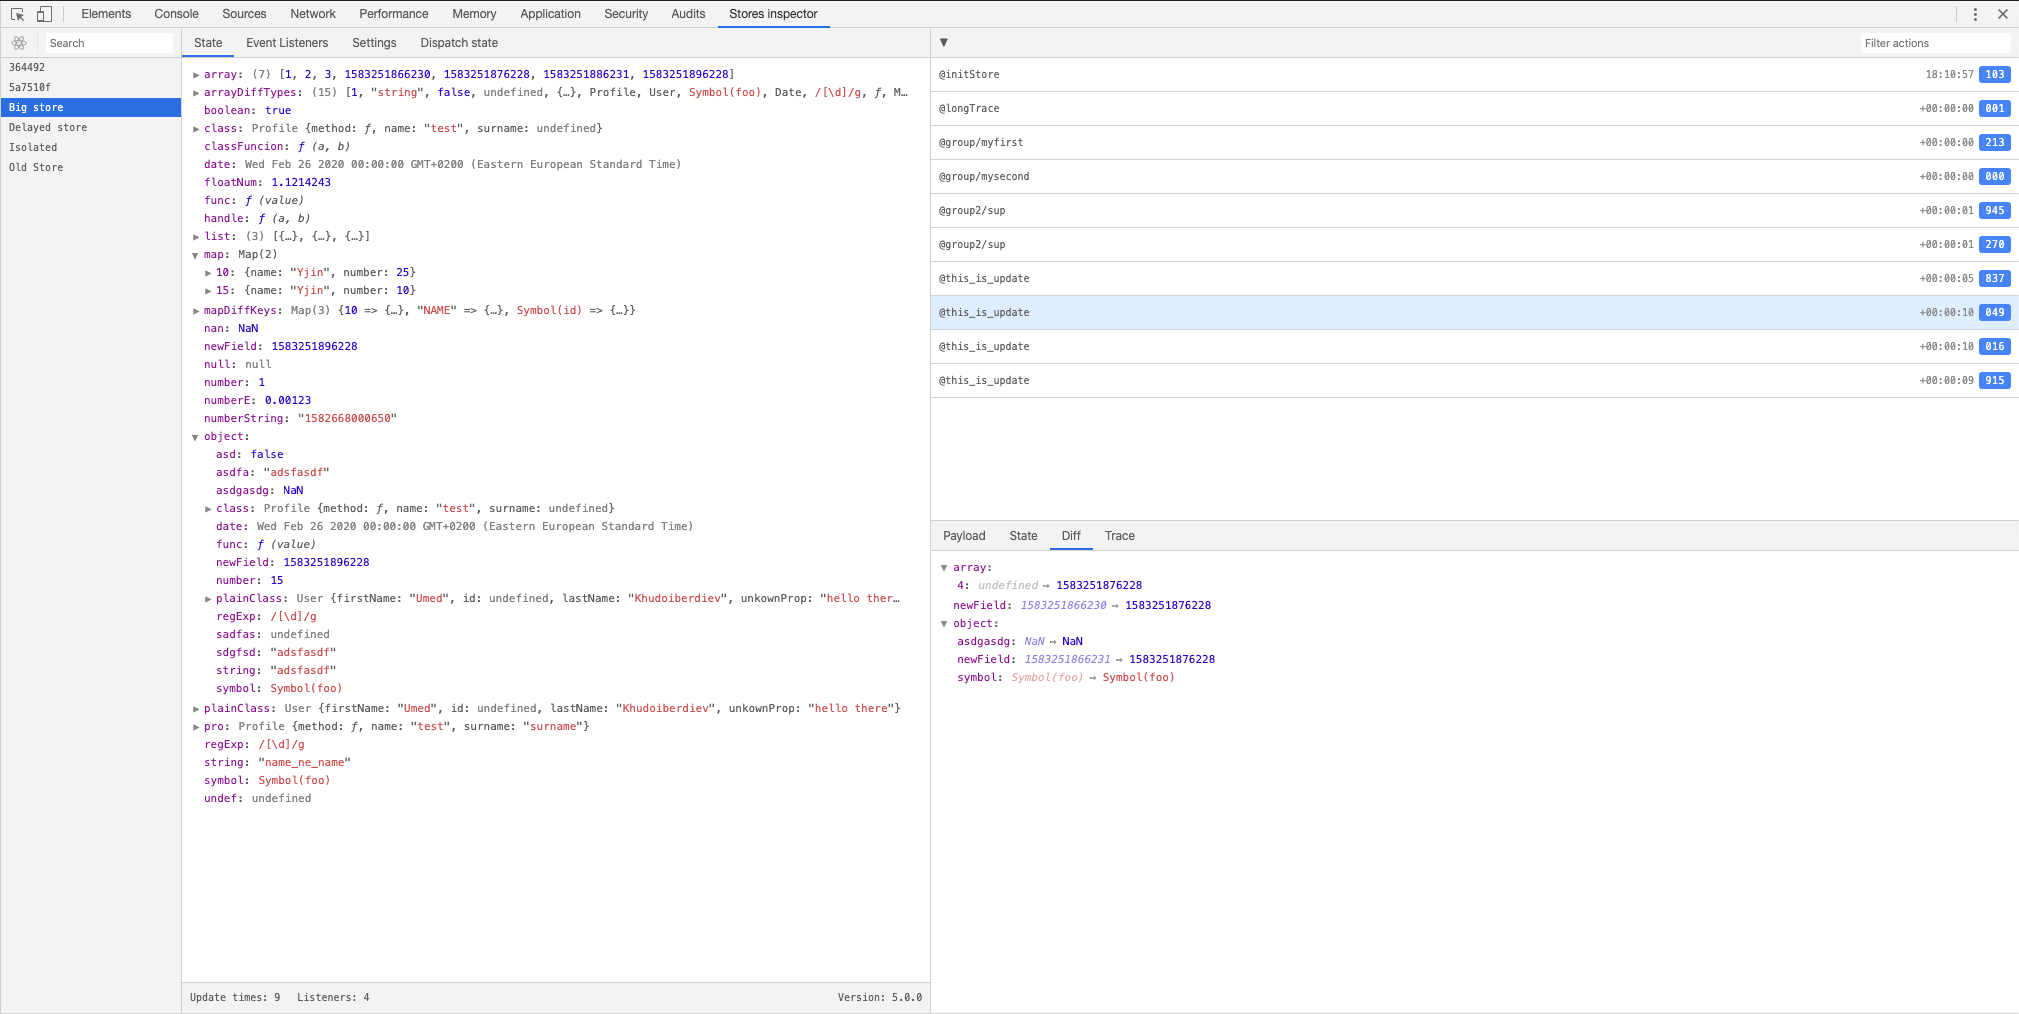 Elements Console Sources Network Performance Memory Application Security Audits Stores inspector
Search
364492
5a7510f
Big store
Delayed store
Isolated
Old Store
State Event Listeners Settings Dispatch state
array: (7) [1, 2, 3, 1583251866230, 1583251876228, 1583251886231, 1583251896228]
arrayDiffTypes: (15) [1, "string", false, undefined, {…}, Profile, User, Symbol(foo), Date, /[\d]/g, ƒ, M…
boolean: true
class: Profile {method: ƒ, name: "test", surname: undefined}
classFuncion: ƒ (a, b)
date: Wed Feb 26 2020 00:00:00 GMT+0200 (Eastern European Standard Time)
floatNum: 1.1214243
func: ƒ (value)
handle: ƒ (a, b)
list: (3) [{…}, {…}, {…}]
map: Map(2)
10: {name: "Yjin", number: 25}
15: {name: "Yjin", number: 10}
mapDiffKeys: Map(3) {10 => {…}, "NAME" => {…}, Symbol(id) => {…}}
nan: NaN
newField: 1583251896228
null: null
number: 1
numberE: 0.00123
numberString: "1582668000650"
object:
asd: false
asdfa: "adsfasdf"
asdgasdg: NaN
class: Profile {method: ƒ, name: "test", surname: undefined}
date: Wed Feb 26 2020 00:00:00 GMT+0200 (Eastern European Standard Time)
func: ƒ (value)
newField: 1583251896228
number: 15
plainClass: User {firstName: "Umed", id: undefined, lastName: "Khudoiberdiev", unkownProp: "hello ther…
regExp: /[\d]/g
sadfas: undefined
sdgfsd: "adsfasdf"
string: "adsfasdf"
symbol: Symbol(foo)
plainClass: User {firstName: "Umed", id: undefined, lastName: "Khudoiberdiev", unkownProp: "hello there"}
pro: Profile {method: ƒ, name: "test", surname: "surname"}
regExp: /[\d]/g
string: "name_ne_name"
symbol: Symbol(foo)
undef: undefined
Update times: 9 Listeners: 4 Version: 5.0.0
Filter actions
@initStore 18:10:57 103
@longTrace +00:00:00 001
@group/myfirst +00:00:00 213
@group/mysecond +00:00:00 000
@group2/sup +00:00:01 945
@group2/sup +00:00:01 270
@this_is_update +00:00:05 837
@this_is_update +00:00:10 049
@this_is_update +00:00:10 016
@this_is_update +00:00:09 915
Payload State Diff Trace
array:
4: undefined ⇒ 1583251876228
newField: 1583251866230 ⇒ 1583251876228
object:
asdgasdg: NaN ⇒ NaN
newField: 1583251866231 ⇒ 1583251876228
symbol: Symbol(foo) ⇒ Symbol(foo)